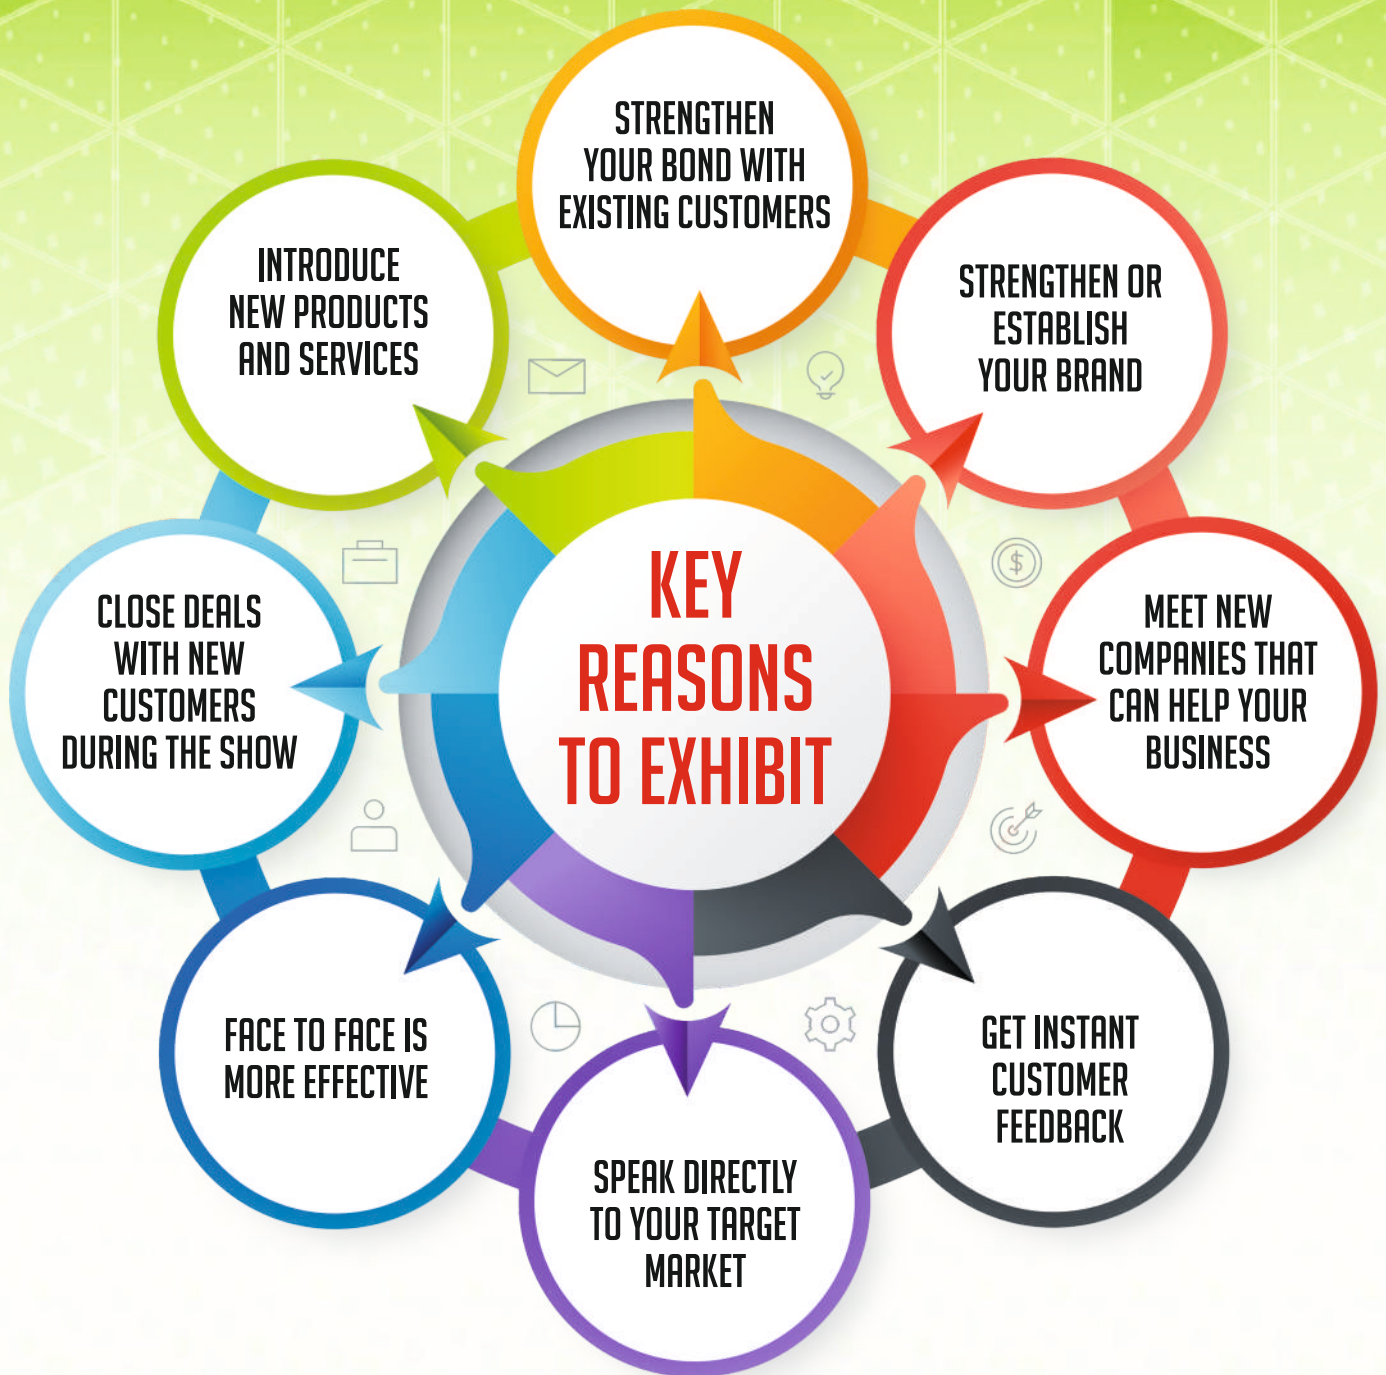 STRENGTHEN
YOUR BOND WITH
EXISTING CUSTOMERS
STRENGTHEN OR
ESTABLISH
YOUR BRAND
MEET NEW
COMPANIES THAT
CAN HELP YOUR
BUSINESS
GET INSTANT
CUSTOMER
FEEDBACK
SPEAK DIRECTLY
TO YOUR TARGET
MARKET
FACE TO FACE IS
MORE EFFECTIVE
CLOSE DEALS
WITH NEW
CUSTOMERS
DURING THE SHOW
INTRODUCE
NEW PRODUCTS
AND SERVICES
KEY
REASONS
TO EXHIBIT
$